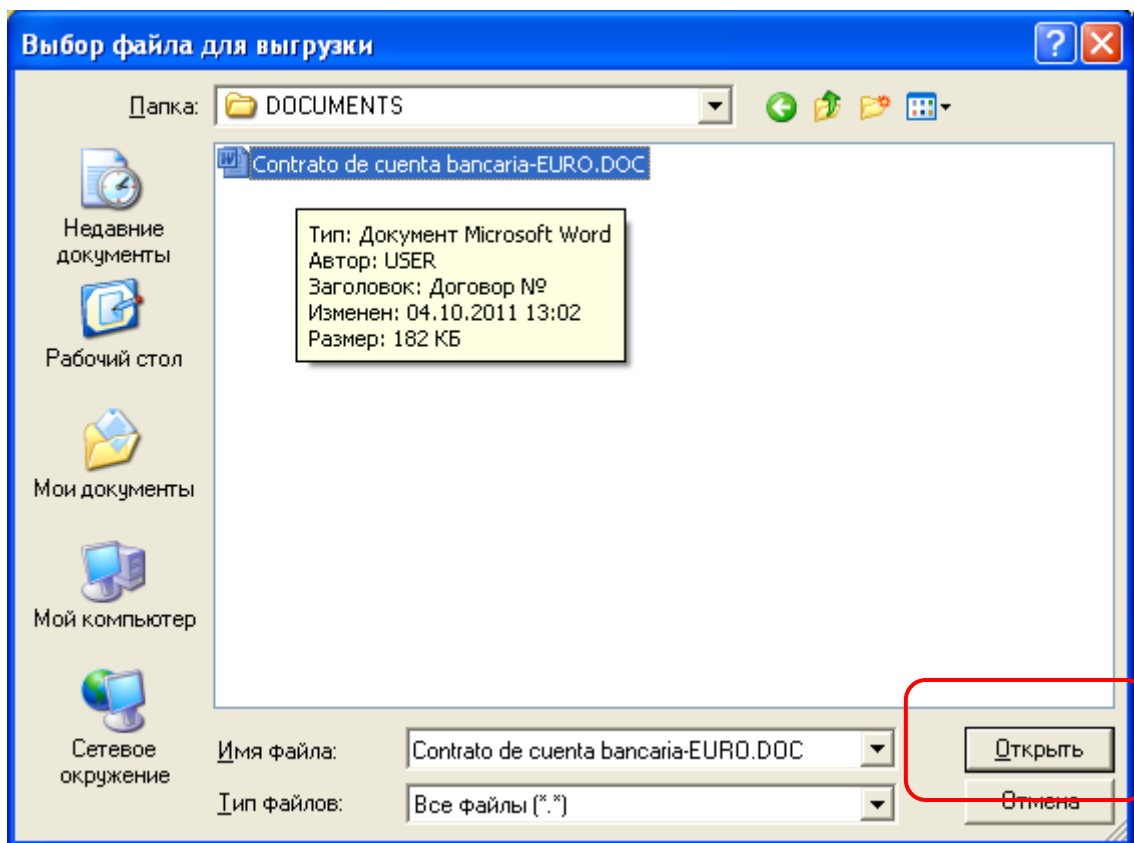 Выбор файла для выгрузки
Папка: DOCUMENTS
Contrato de cuenta bancaria-EURO.DOC
Тип: Документ Microsoft Word
Автор: USER
Заголовок: Договор №
Изменен: 04.10.2011 13:02
Размер: 182 КБ
Недавние
документы
Рабочий стол
Мои документы
Мой компьютер
Сетевое
окружение
Имя файла: Contrato de cuenta bancaria-EURO.DOC Открыть
Тип файлов: Все файлы (*.*) Отмена